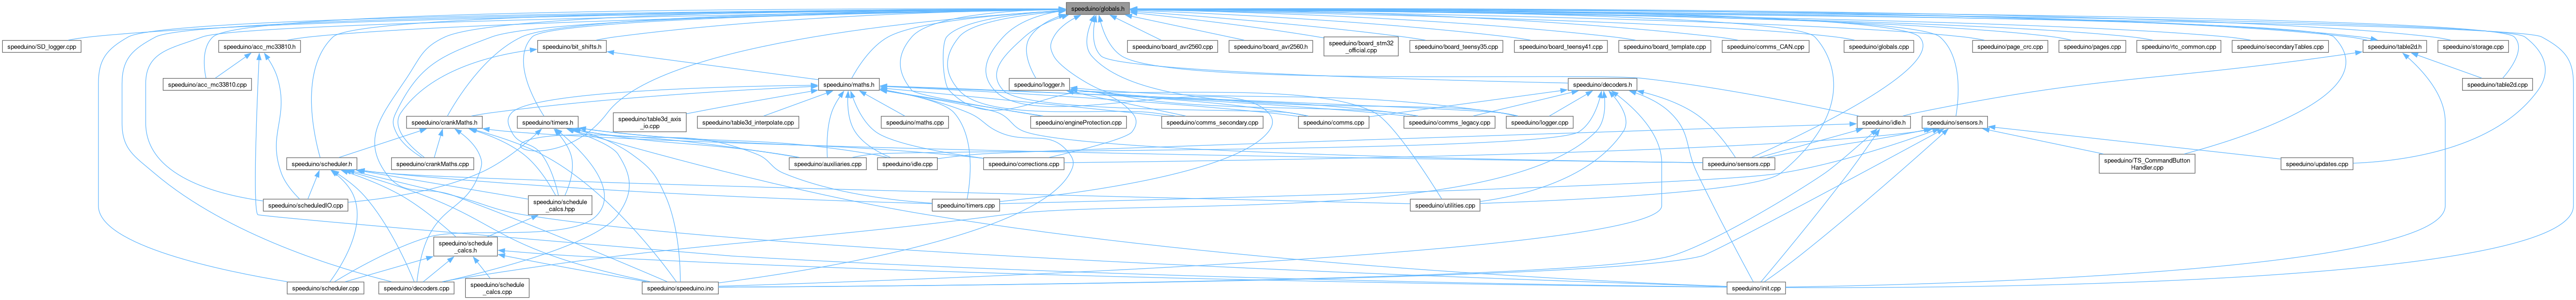 speeduino/globals.h
speeduino/SD_logger.cpp
speeduino/acc_mc33810.h
speeduino/bit_shifts.h
speeduino/board_avr2560.cpp
speeduino/board_avr2560.h
speeduino/board_stm32
_official.cpp
speeduino/board_teensy35.cpp
speeduino/board_teensy41.cpp
speeduino/board_template.cpp
speeduino/comms_CAN.cpp
speeduino/globals.cpp
speeduino/page_crc.cpp
speeduino/pages.cpp
speeduino/rtc_common.cpp
speeduino/secondaryTables.cpp
speeduino/table2d.h
speeduino/storage.cpp
speeduino/acc_mc33810.cpp
speeduino/maths.h
speeduino/logger.h
speeduino/decoders.h
speeduino/table2d.cpp
speeduino/crankMaths.h
speeduino/timers.h
speeduino/table3d_axis
_io.cpp
speeduino/table3d_interpolate.cpp
speeduino/maths.cpp
speeduino/engineProtection.cpp
speeduino/comms_secondary.cpp
speeduino/comms.cpp
speeduino/comms_legacy.cpp
speeduino/logger.cpp
speeduino/idle.h
speeduino/sensors.h
speeduino/scheduler.h
speeduino/crankMaths.cpp
speeduino/auxiliaries.cpp
speeduino/idle.cpp
speeduino/corrections.cpp
speeduino/sensors.cpp
speeduino/TS_CommandButton
Handler.cpp
speeduino/updates.cpp
speeduino/scheduledIO.cpp
speeduino/schedule
_calcs.hpp
speeduino/timers.cpp
speeduino/utilities.cpp
speeduino/schedule
_calcs.h
speeduino/scheduler.cpp
speeduino/decoders.cpp
speeduino/schedule
_calcs.cpp
speeduino/speeduino.ino
speeduino/init.cpp